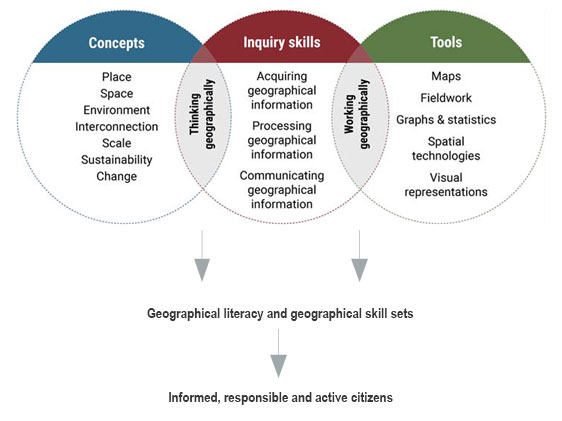 Concepts
Place
Space
Environment
Interconnection
Scale
Sustainability
Change
Thinking
geographically
Inquiry skills
Acquiring
geographical
information
Processing
geographical
information
Communicating
geographical
information
Working
geographically
Tools
Maps
Fieldwork
Graphs & statistics
Spatial
technologies
Visual
representations
Geographical literacy and geographical skill sets
Informed, responsible and active citizens